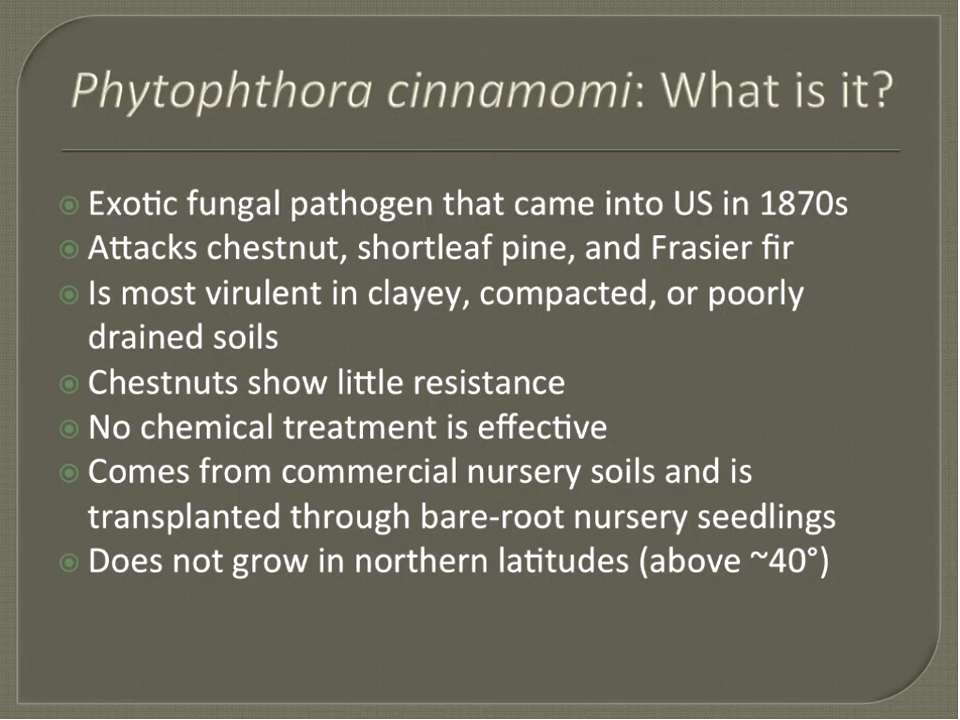 Phytophthora cinnamomi: What is it?
Exotic fungal pathogen that came into US in 1870s
Attacks chestnut, shortleaf pine, and Frasier fir
Is most virulent in clayey, compacted, or poorly
drained soils
Chestnuts show little resistance
No chemical treatment is effective
Comes from commercial nursery soils and is
transplanted through bare-root nursery seedlings
Does not grow in northern latitudes (above ~40°)